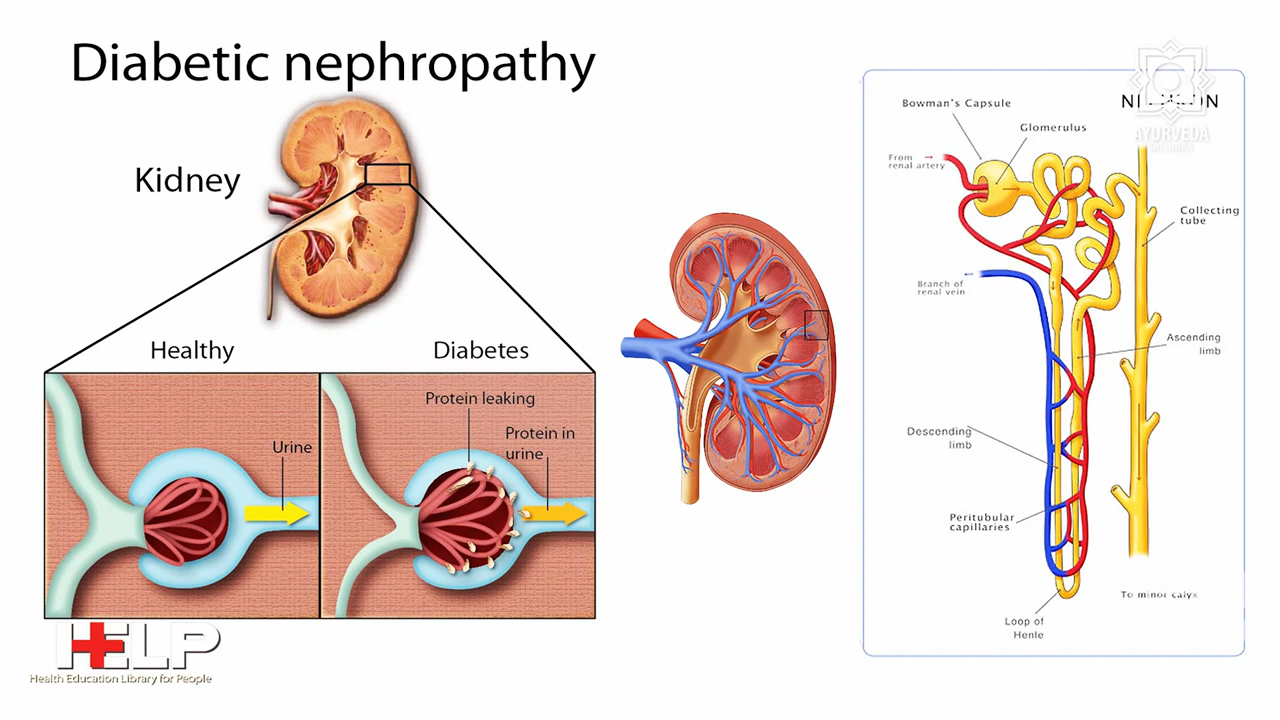 Diabetic nephropathy
Kidney
Healthy
Diabetes
Protein leaking
Protein in
urine
Urine
HELP
Health Education Library for People
AYURVEDA
SRI LANKA
Bowman's Capsule
Glomerulus
From
renal artery
Collecting
tube
Branch of
renal vein
Ascending
limb
Descending
limb
Peritubular
capillaries
To minor calyx
Loop of
Henle